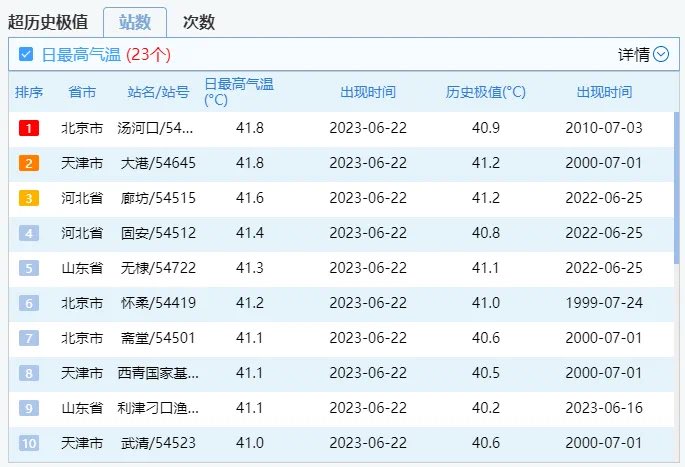 超历史极值 站数 次数
日最高气温 (23个) 详情
排序 省市 站名/站号 日最高气温(°C) 出现时间 历史极值(°C) 出现时间
1 北京市 汤河口/54... 41.8 2023-06-22 40.9 2010-07-03
2 天津市 大港/54645 41.8 2023-06-22 41.2 2000-07-01
3 河北省 廊坊/54515 41.6 2023-06-22 41.2 2022-06-25
4 河北省 固安/54512 41.4 2023-06-22 40.8 2022-06-25
5 山东省 无棣/54722 41.3 2023-06-22 41.1 2022-06-25
6 北京市 怀柔/54419 41.2 2023-06-22 41.0 1999-07-24
7 北京市 斋堂/54501 41.1 2023-06-22 40.6 2000-07-01
8 天津市 西青国家基... 41.1 2023-06-22 40.5 2000-07-01
9 山东省 利津刁口渔... 41.1 2023-06-22 40.2 2023-06-16
10 天津市 武清/54523 41.0 2023-06-22 40.6 2000-07-01